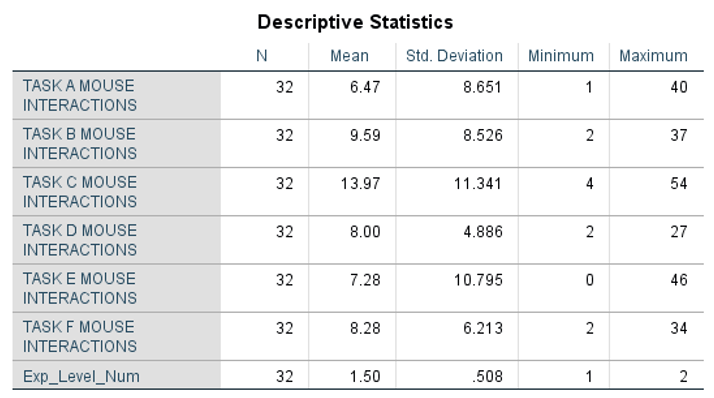 Descriptive Statistics
N Mean Std. Deviation Minimum Maximum
TASK A MOUSE INTERACTIONS 32 6.47 8.651 1 40
TASK B MOUSE INTERACTIONS 32 9.59 8.526 2 37
TASK C MOUSE INTERACTIONS 32 13.97 11.341 4 54
TASK D MOUSE INTERACTIONS 32 8.00 4.886 2 27
TASK E MOUSE INTERACTIONS 32 7.28 10.795 0 46
TASK F MOUSE INTERACTIONS 32 8.28 6.213 2 34
Exp_Level_Num 32 1.50 .508 1 2